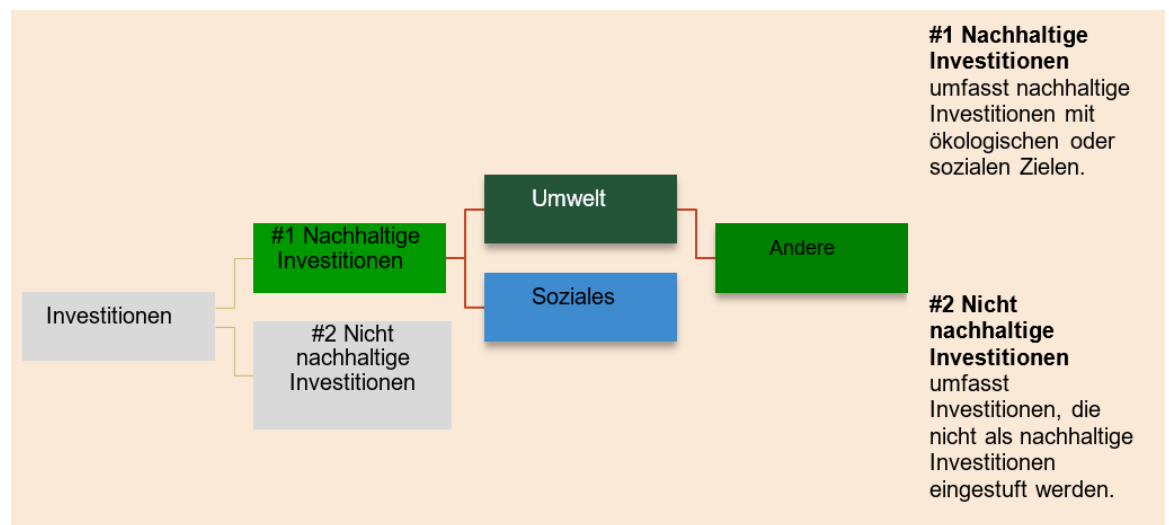 Investitionen
#1 Nachhaltige
Investitionen
#2 Nicht
nachhaltige
Investitionen
Umwelt
Soziales
Andere
#1 Nachhaltige
Investitionen
umfasst nachhaltige
Investitionen mit
ökologischen oder
sozialen Zielen.
#2 Nicht
nachhaltige
Investitionen
umfasst
Investitionen, die
nicht als nachhaltige
Investitionen
eingestuft werden.